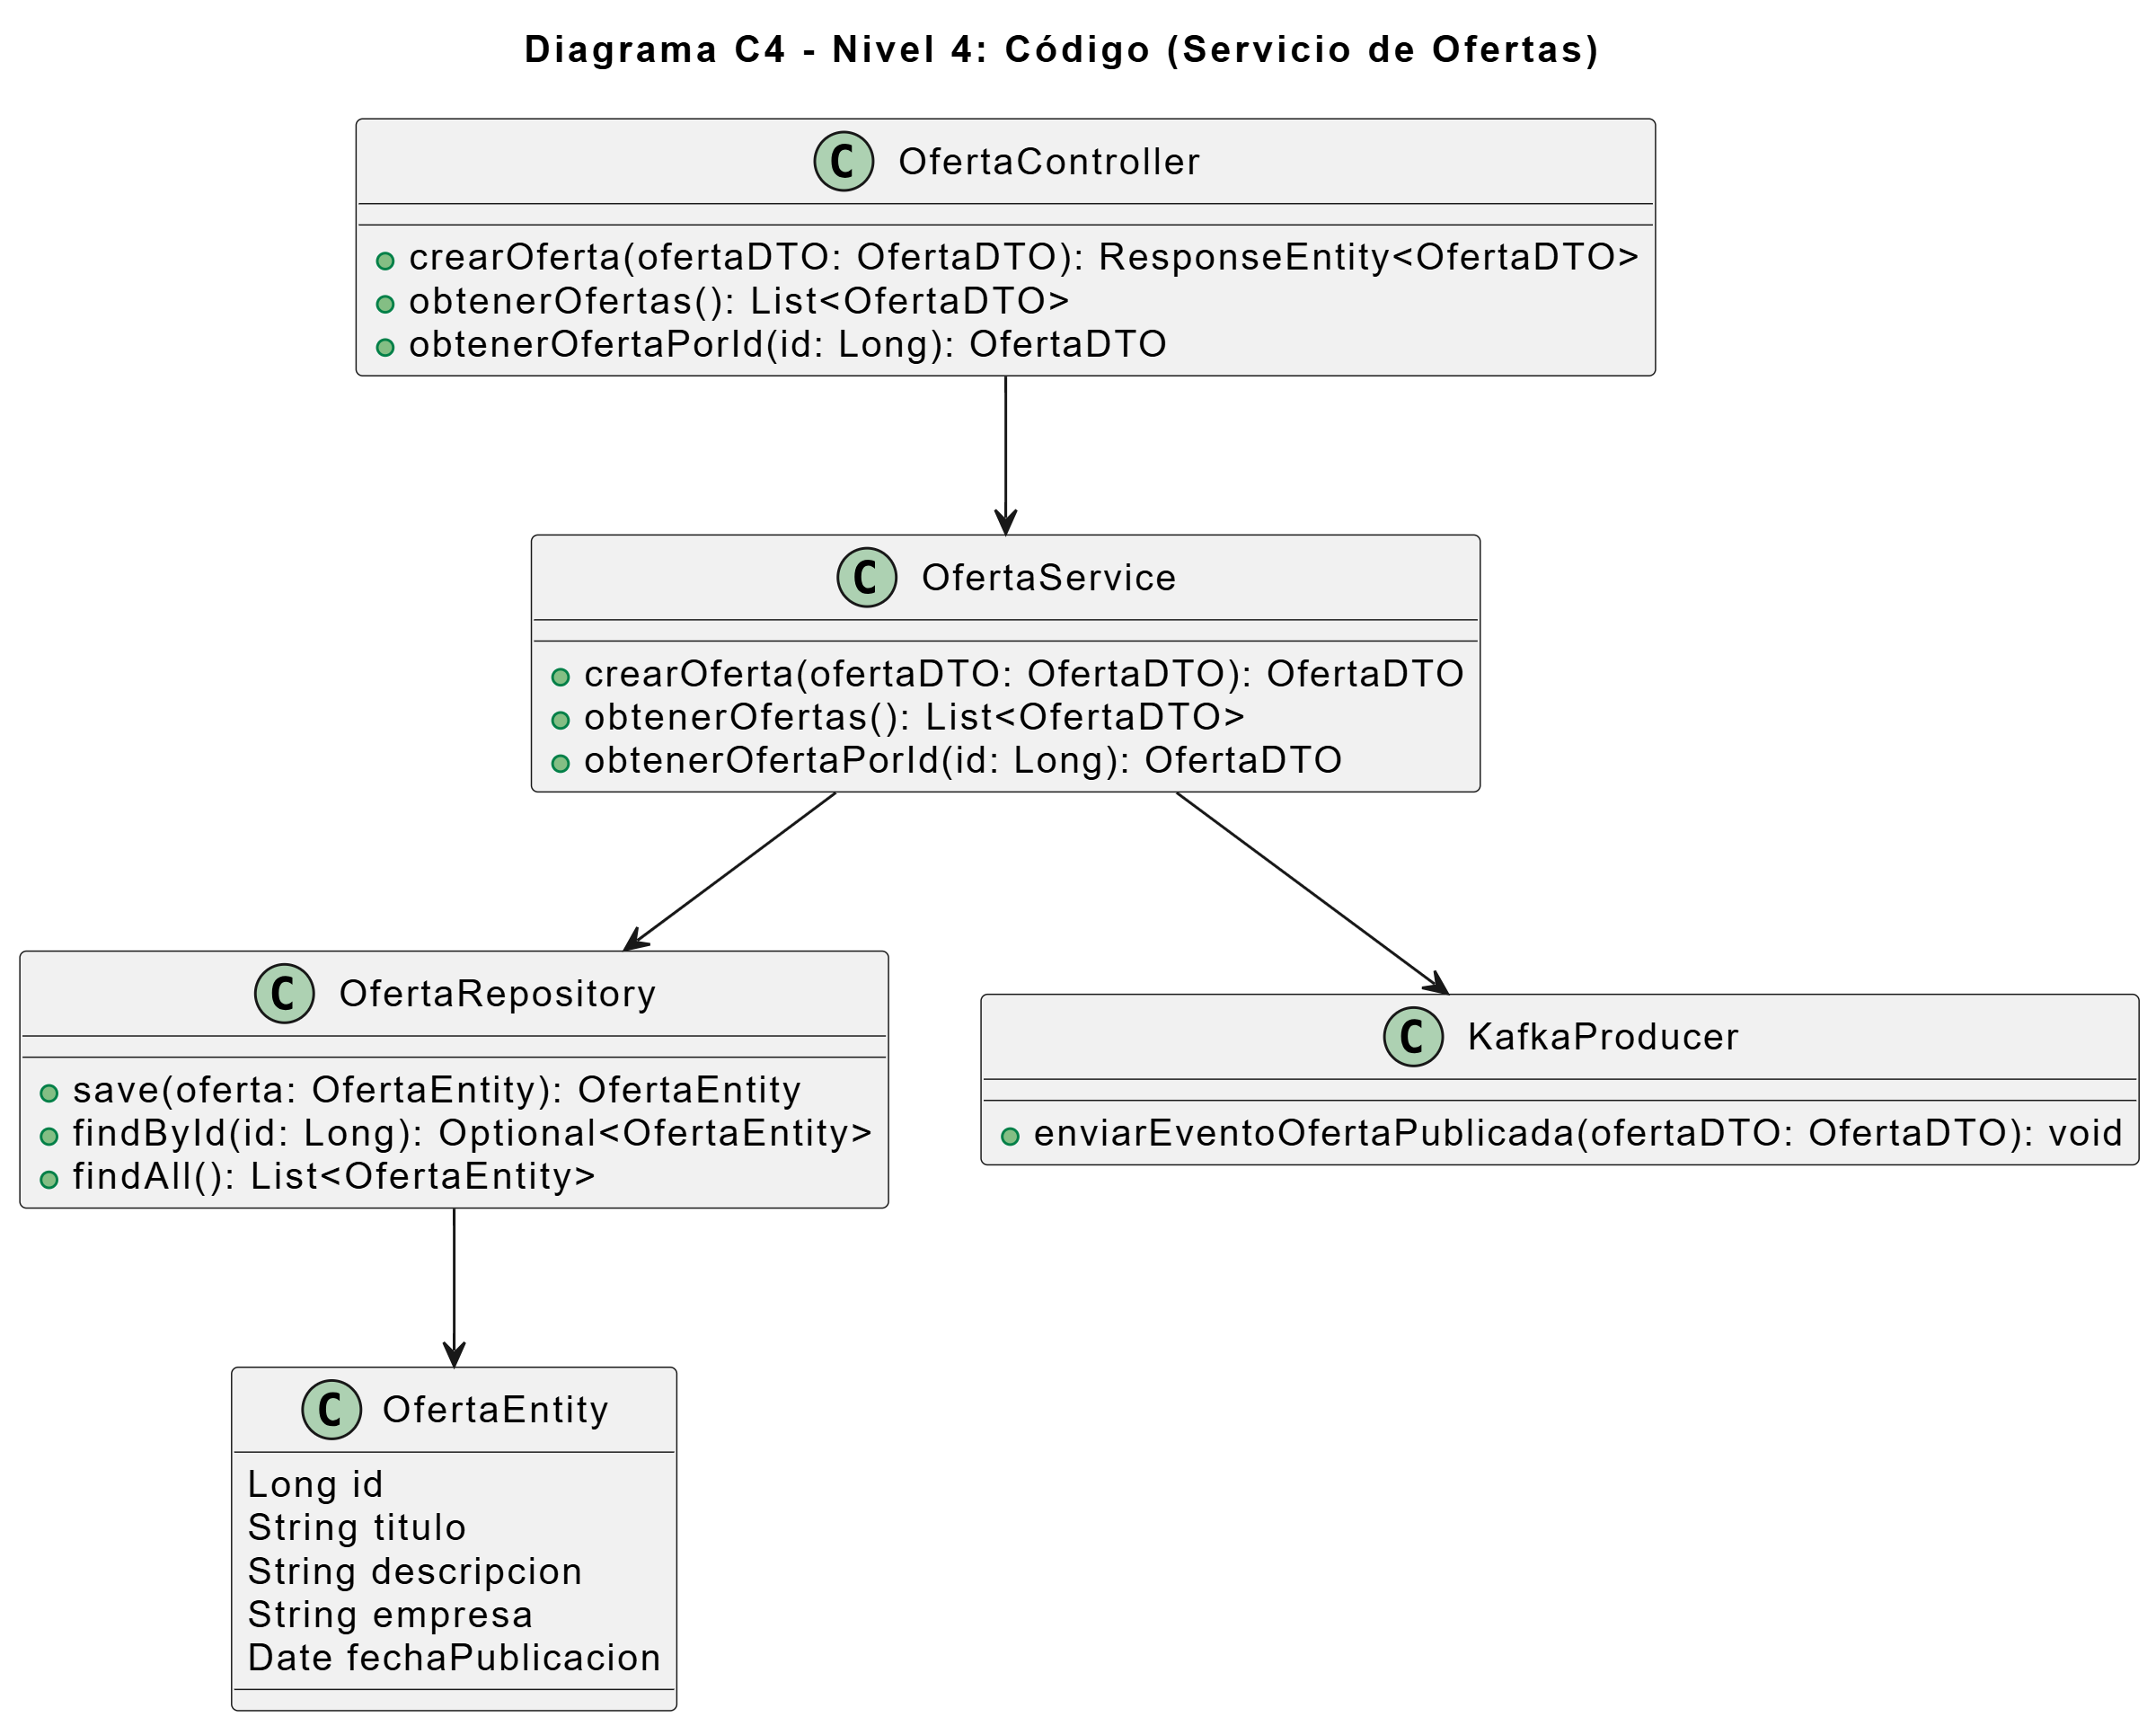 Diagrama C4 - Nivel 4: Código (Servicio de Ofertas)
C OfertaController
crearOferta(ofertaDTO: OfertaDTO): ResponseEntity<OfertaDTO>
obtenerOfertas(): List<OfertaDTO>
obtenerOfertaPorId(id: Long): OfertaDTO
C OfertaService
crearOferta(ofertaDTO: OfertaDTO): OfertaDTO
obtenerOfertas(): List<OfertaDTO>
obtenerOfertaPorId(id: Long): OfertaDTO
C OfertaRepository
save(oferta: OfertaEntity): OfertaEntity
findById(id: Long): Optional<OfertaEntity>
findAll(): List<OfertaEntity>
C KafkaProducer
enviarEventoOfertaPublicada(ofertaDTO: OfertaDTO): void
C OfertaEntity
Long id
String titulo
String descripcion
String empresa
Date fechaPublicacion